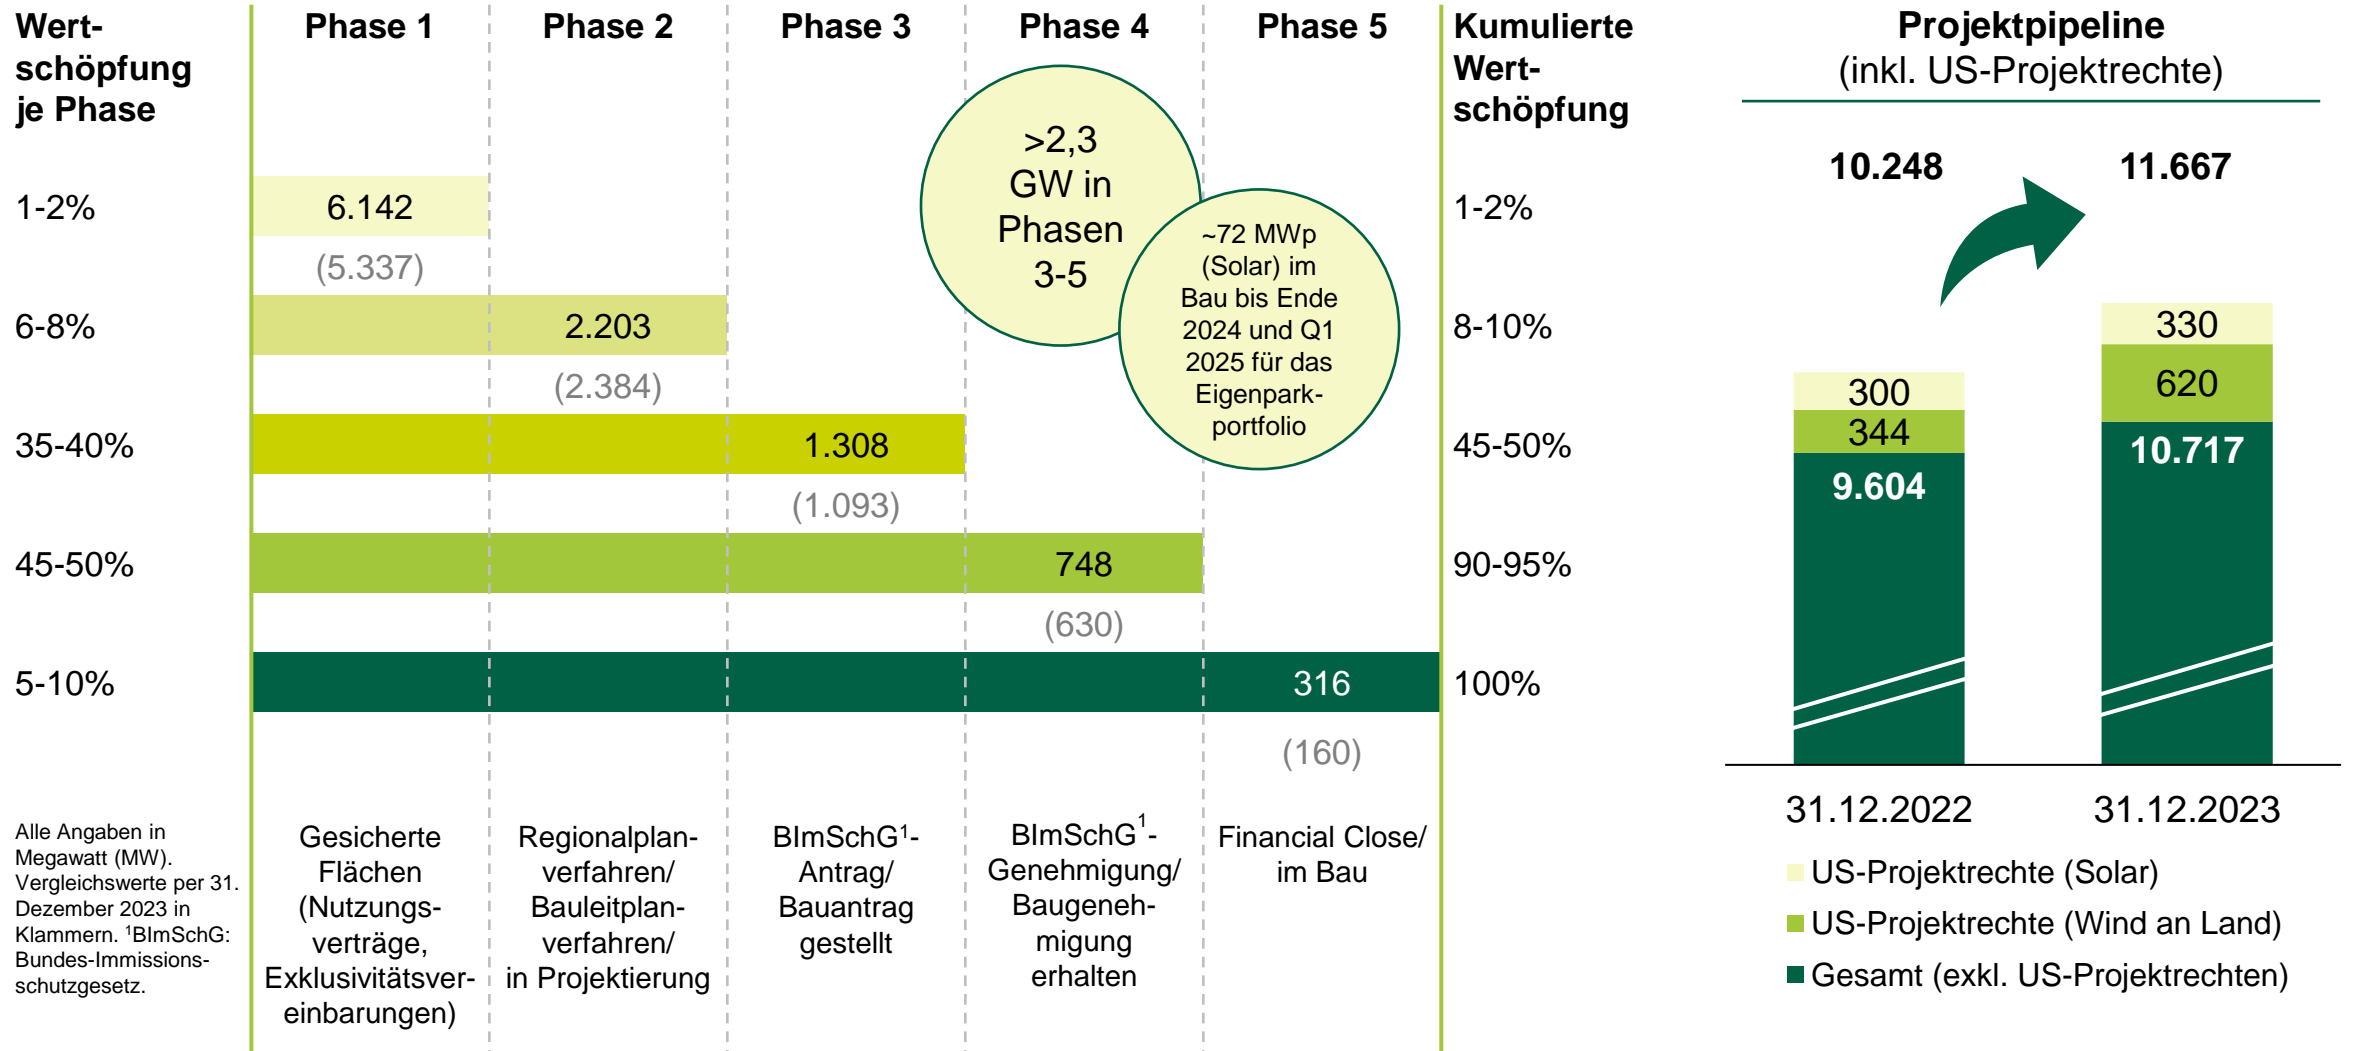 Wert-
schöpfung
je Phase
Phase 1
Phase 2
Phase 3
Phase 4
Phase 5
Kumulierte
Wert-
schöpfung
1-2%
6.142
(5.337)
1-2%
6-8%
2.203
(2.384)
8-10%
35-40%
1.308
(1.093)
45-50%
45-50%
748
(630)
90-95%
5-10%
316
(160)
100%
>2,3
GW in
Phasen
3-5
~72 MWp
(Solar) im
Bau bis Ende
2024 und Q1
2025 für das
Eigenpark-
portfolio
Alle Angaben in
Megawatt (MW).
Vergleichswerte per 31.
Dezember 2023 in
Klammern. ¹BImSchG:
Bundes-Immissions-
schutzgesetz.
Gesicherte
Flächen
(Nutzungs-
verträge,
Exklusivitätsver-
einbarungen)
Regionalplan-
verfahren/
Bauleitplan-
verfahren/
in Projektierung
BImSchG¹-
Antrag/
Bauantrag
gestellt
BImSchG¹-
Genehmigung/
Baugeneh-
migung
erhalten
Financial Close/
im Bau
Projektpipeline
(inkl. US-Projektrechte)
10.248
11.667
300
344
9.604
330
620
10.717
31.12.2022
31.12.2023
US-Projektrechte (Solar)
US-Projektrechte (Wind an Land)
Gesamt (exkl. US-Projektrechten)